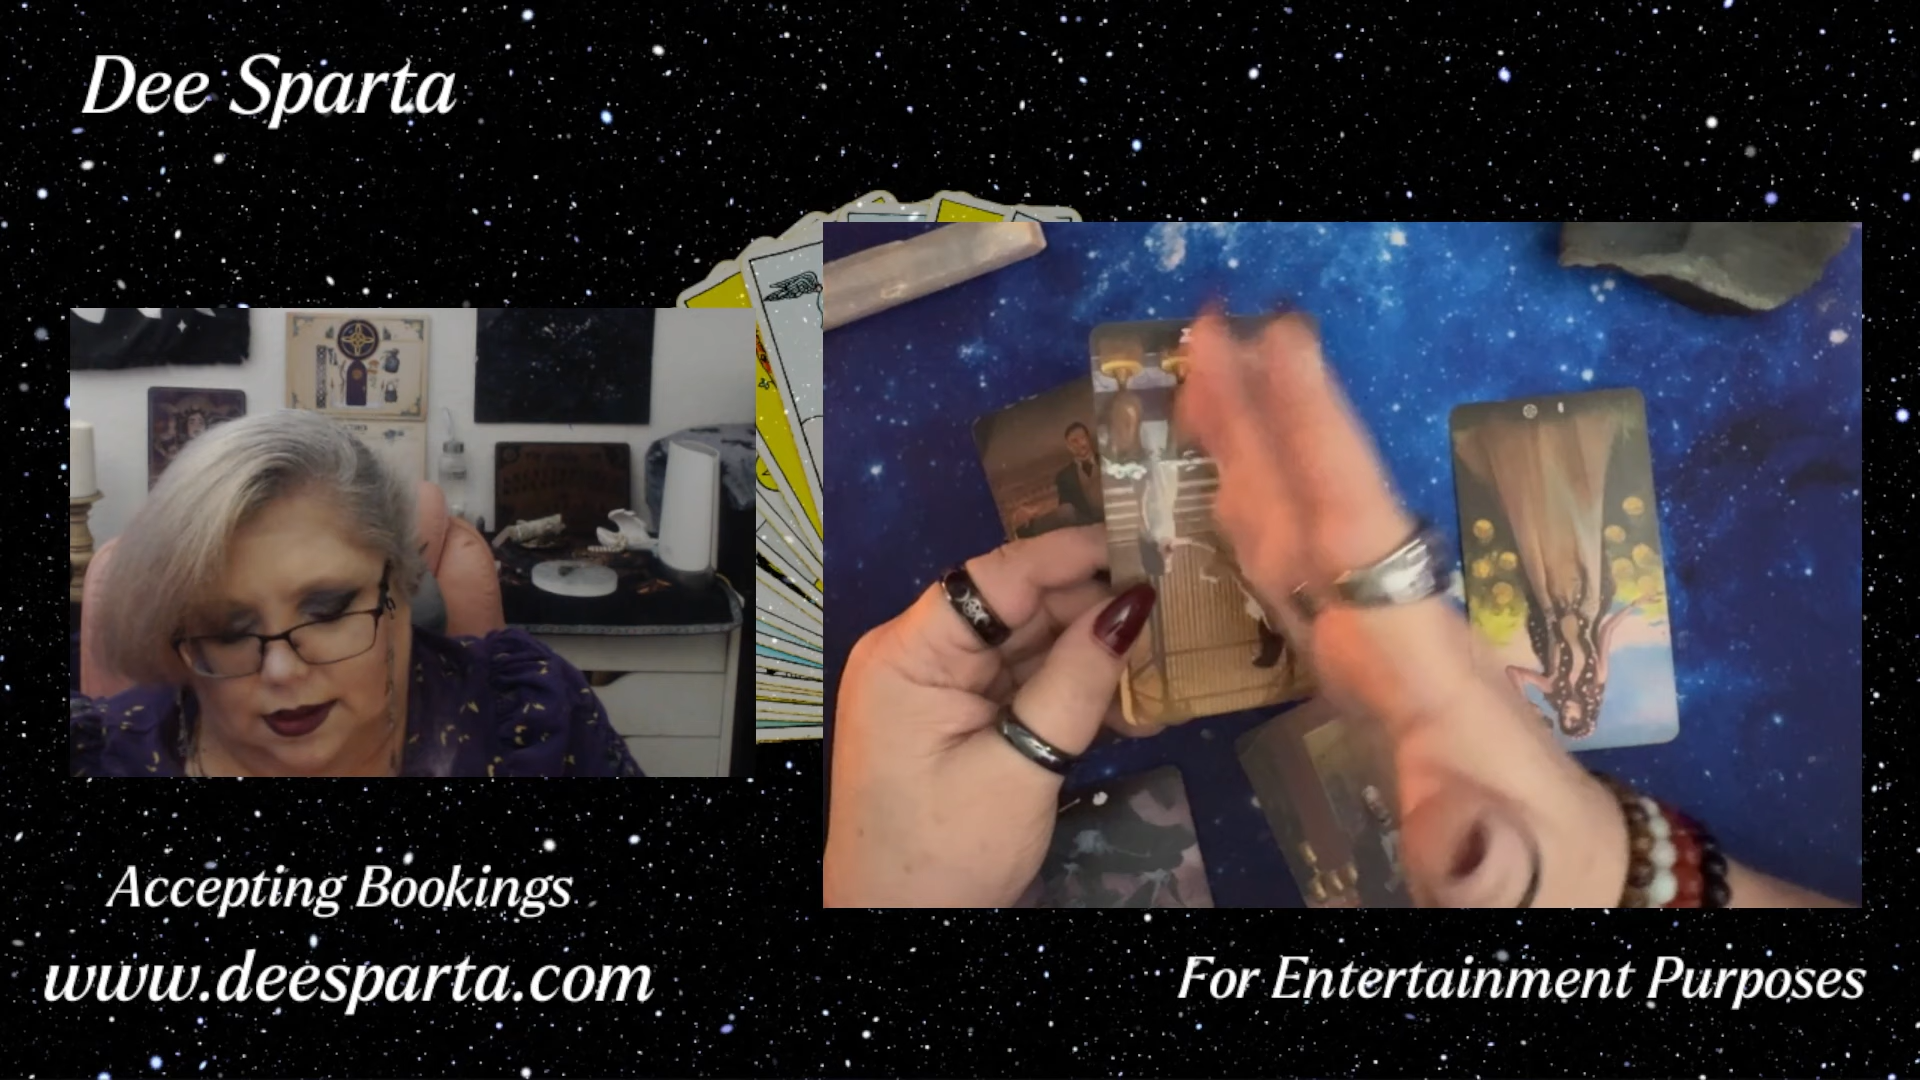 Dee Sparta
Accepting Bookings
www.deesparta.com
For Entertainment Purposes